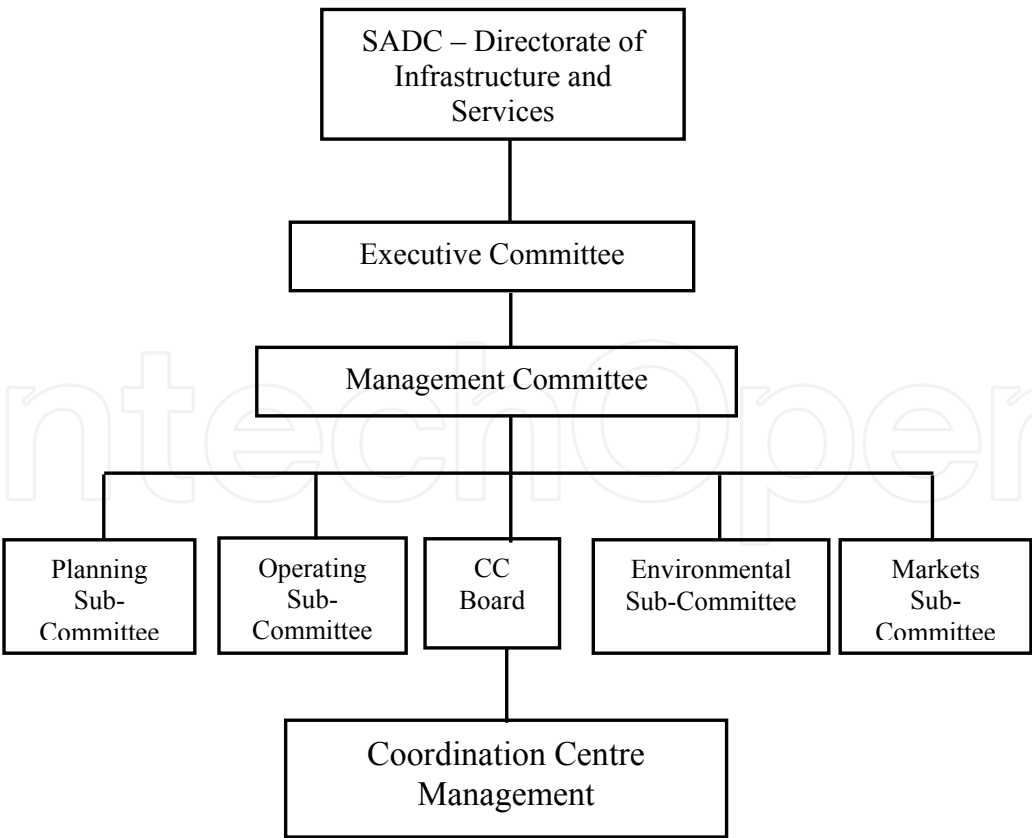 SADC – Directorate of
Infrastructure and
Services
Executive Committee
Management Committee
Planning
Sub-
Committee
Operating
Sub-
Committee
CC
Board
Environmental
Sub-Committee
Markets
Sub-
Committee
Coordination Centre
Management
ntechOpen